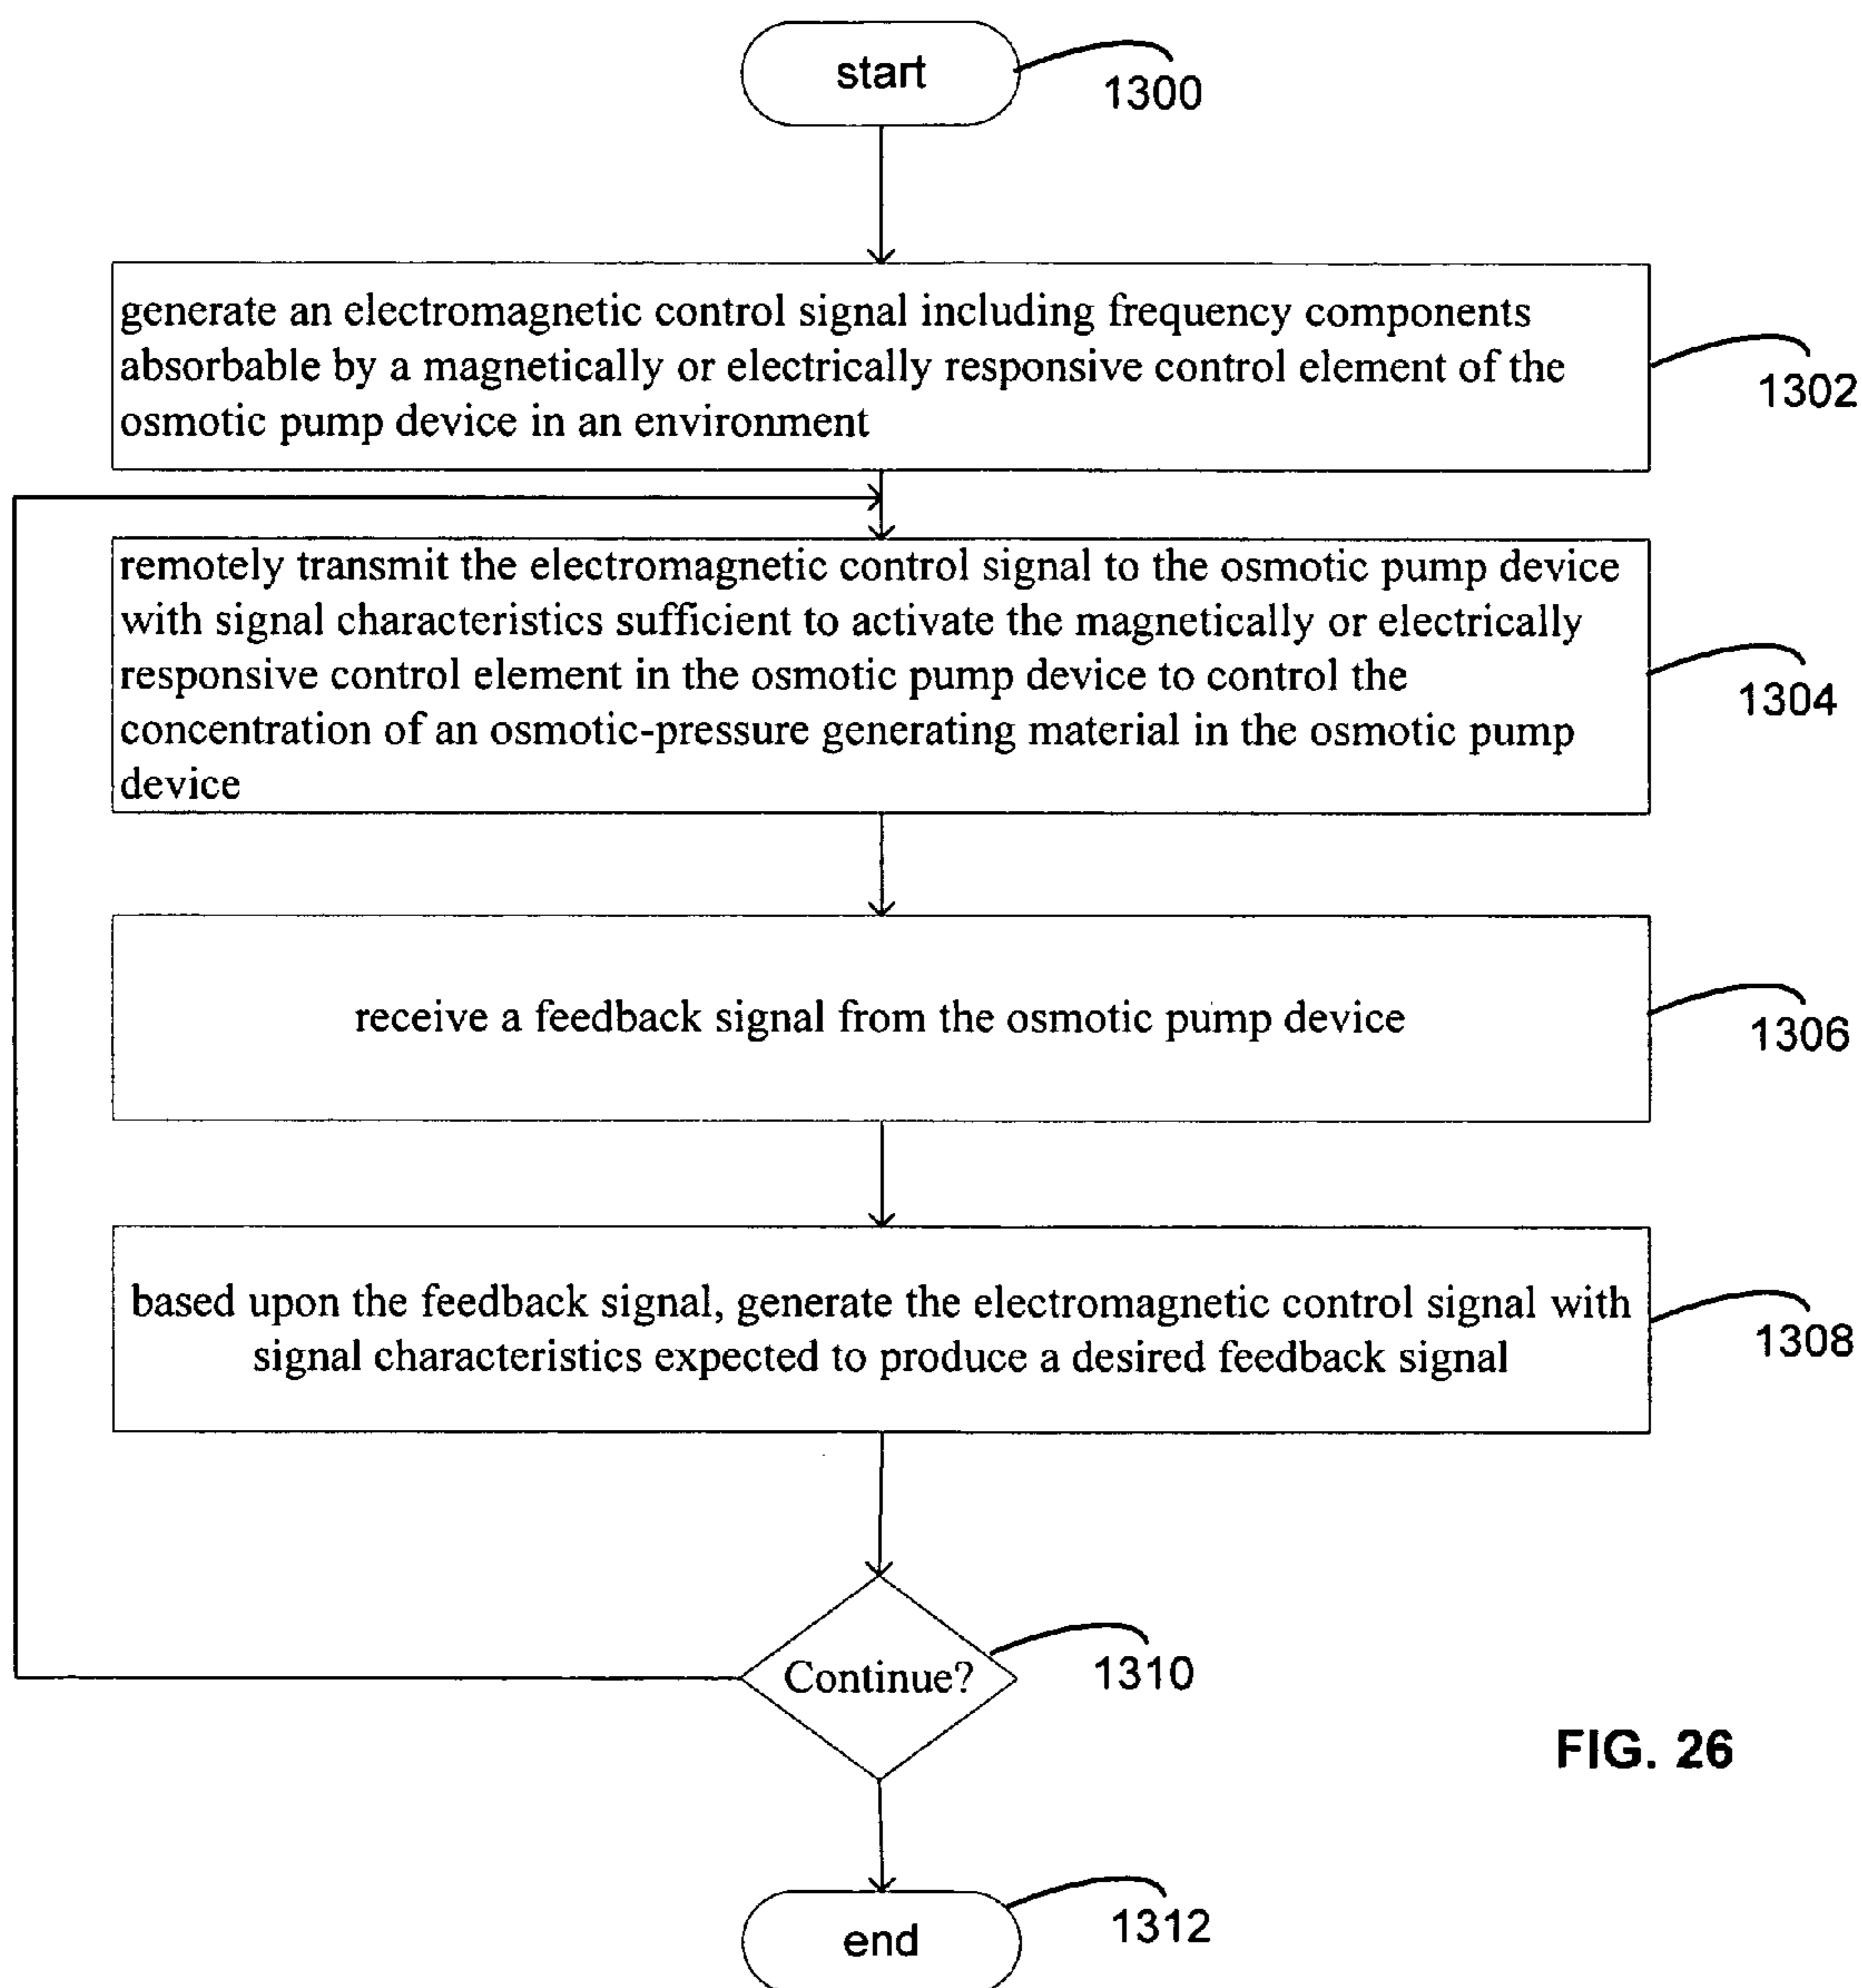 start
1300
generate an electromagnetic control signal including frequency components
absorbable by a magnetically or electrically responsive control element of the
osmotic pump device in an environment
1302
remotely transmit the electromagnetic control signal to the osmotic pump device
with signal characteristics sufficient to activate the magnetically or electrically
responsive control element in the osmotic pump device to control the
concentration of an osmotic-pressure generating material in the osmotic pump
device
1304
receive a feedback signal from the osmotic pump device
1306
based upon the feedback signal, generate the electromagnetic control signal with
signal characteristics expected to produce a desired feedback signal
1308
Continue?
1310
FIG. 26
end
1312